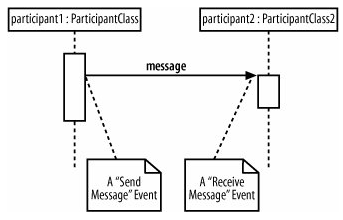 participant1 : ParticipantClass
participant2 : ParticipantClass2
message
A “Send
Message” Event
A “Receive
Message” Event